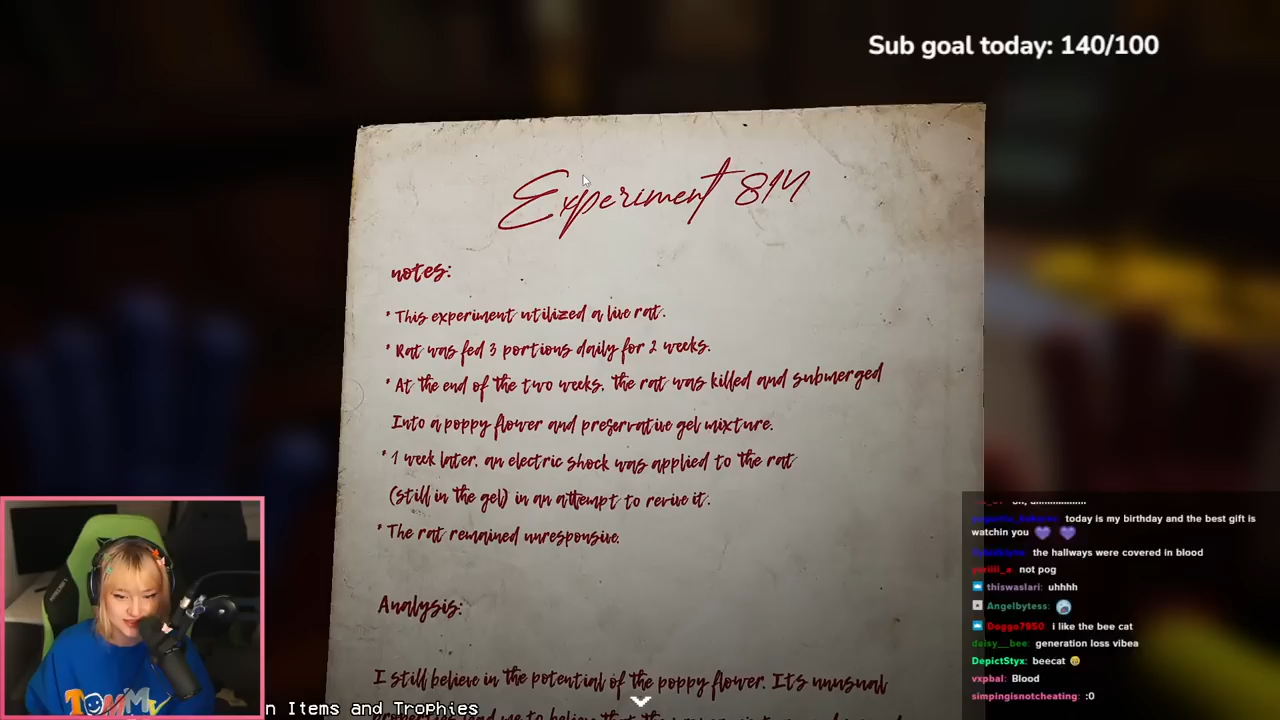 Sub goal today: 140/100
Experiment 814
notes:
* This experiment utilized a live rat.
* Rat was fed 3 portions daily for 2 weeks.
* At the end of the two weeks, the rat was killed and submerged
Into a poppy flower and preservative gel mixture.
* 1 week later, an electric shock was applied to the rat
(still in the gel) in an attempt to revive it.
* The rat remained unresponsive.
Analysis:
I still believe in the potential of the poppy flower. Its unusual
n Items and Trophies
today is my birthday and the best gift is
watchin you
the hallways were covered in blood
not pog
thiswaslari: uhhhh
Angelbytess:
Doggo7950 i like the bee cat
daisy__bee: generation loss vibea
DepictStyx: beecat
vxpbal: Blood
simpingisnotcheating: :0